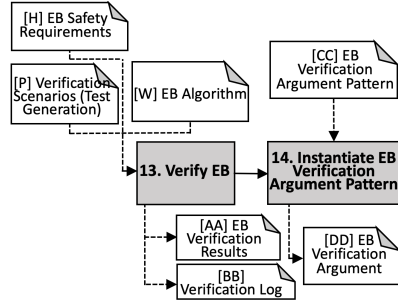 [H] EB Safety
Requirements
[P] Verification
Scenarios (Test
Generation)
[W] EB Algorithm
[CC] EB
Verification
Argument Pattern
13. Verify EB
14. Instantiate EB
Verification
Argument Pattern
[AA] EB
Verification
Results
[BB]
Verification Log
[DD] EB
Verification
Argument